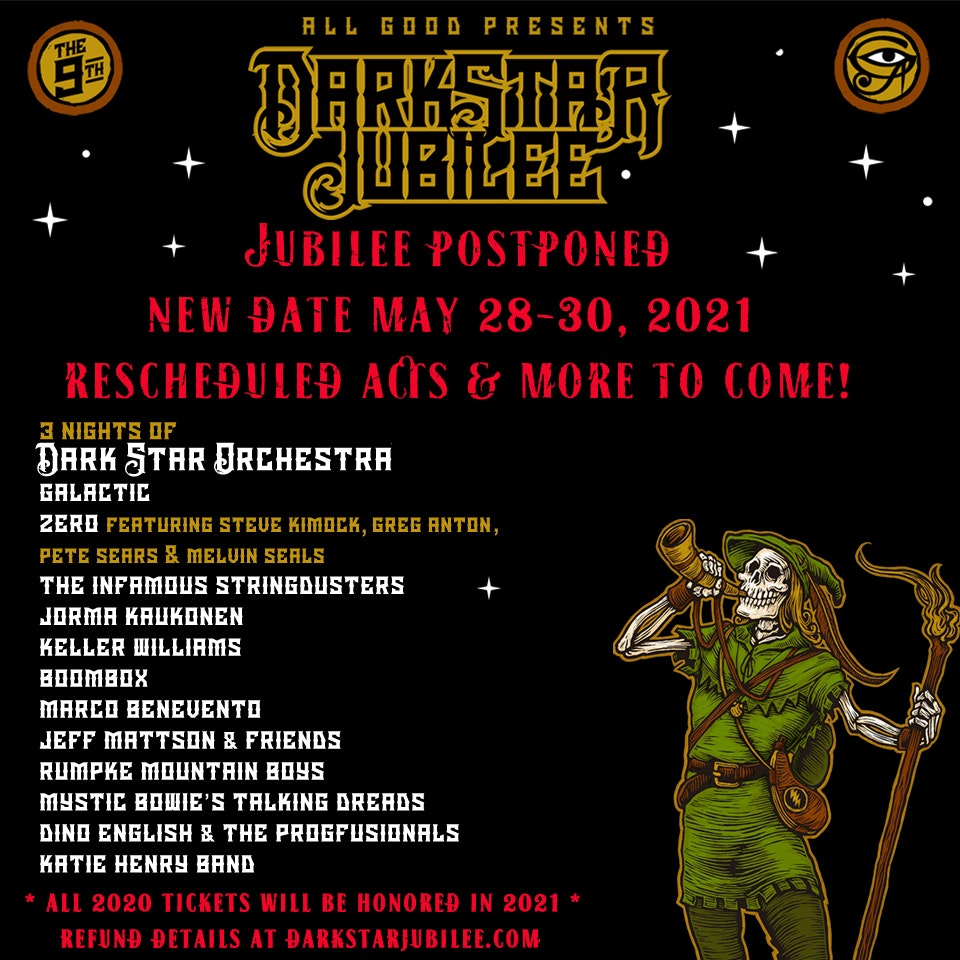 ALL GOOD PRESENTS
THE
9TH
DARK STAR
JUBILEE
JUBILEE POSTPONED
NEW DATE MAY 28-30, 2021
RESCHEDULED ACTS & MORE TO COME!
3 NIGHTS OF
DARK STAR ORCHESTRA
GALACTIC
ZERO FEATURING STEVE KIMOCK, GREG ANTON,
PETE SEARS & MELVIN SEALS
THE INFAMOUS STRINGDUSTERS
JORMA KAUKONEN
KELLER WILLIAMS
BOOMBOX
MARCO BENEVENTO
JEFF MATTSON & FRIENDS
RUMPKE MOUNTAIN BOYS
MYSTIC BOWIE'S TALKING DREADS
DINO ENGLISH & THE PROGFUSIONALS
KATIE HENRY BAND
* ALL 2020 TICKETS WILL BE HONORED IN 2021 *
REFUND DETAILS AT DARKSTARJUBILEE.COM